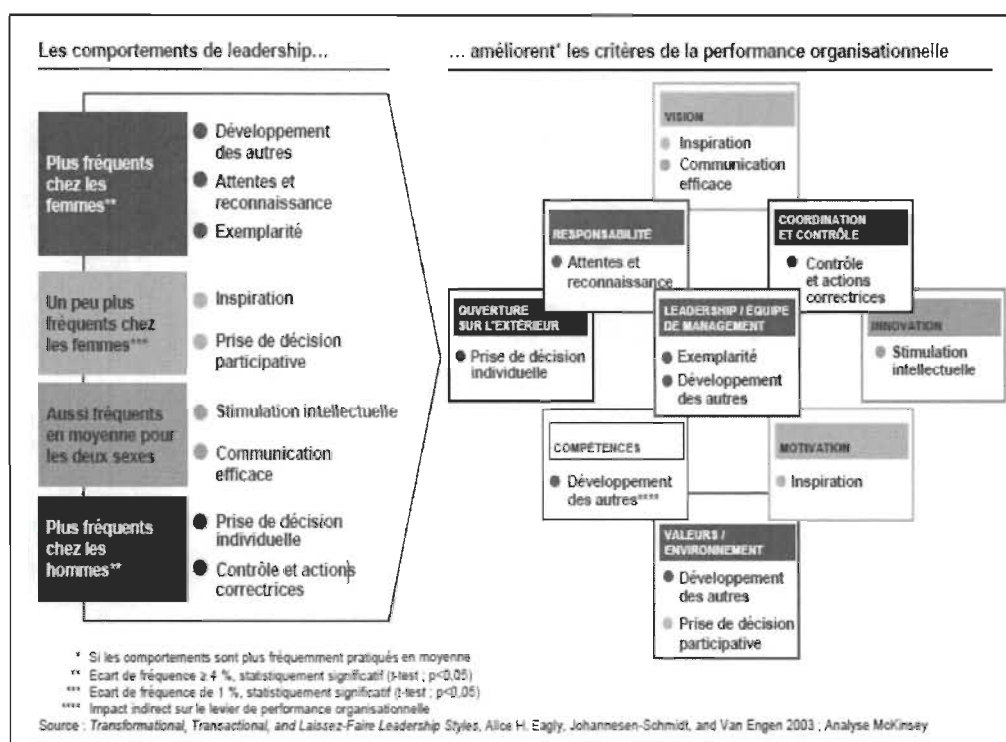 Les comportements de leadership...
... améliorent* les critères de la performance organisationnelle
Plus fréquents
chez les
femmes**
Développement
des autres
Attentes et
reconnaissance
Exemplarité
Un peu plus
fréquents chez
les femmes***
Inspiration
Prise de décision
participative
Aussi fréquents
en moyenne pour
les deux sexes
Stimulation intellectuelle
Communication
efficace
Plus fréquents
chez les
hommes**
Prise de décision
individuelle
Contrôle et actions
correctrices
VISION
Inspiration
Communication
efficace
RESPONSABILITÉ
Attentes et
reconnaissance
COORDINATION
ET CONTRÔLE
Contrôle
et actions
correctrices
OUVERTURE
SUR L'EXTÉRIEUR
Prise de décision
individuelle
LEADERSHIP / ÉQUIPE
DE MANAGEMENT
Exemplarité
Développement
des autres
INNOVATION
Stimulation
intellectuelle
COMPÉTENCES
Développement
des autres****
MOTIVATION
Inspiration
VALEURS /
ENVIRONNEMENT
Développement
des autres
Prise de décision
participative
* Si les comportements sont plus fréquemment pratiqués en moyenne
** Ecart de fréquence ≥ 4 %, statistiquement significatif (t-test ; p<0,05)
*** Ecart de fréquence de 1 %, statistiquement significatif (t-test ; p<0,05)
**** Impact indirect sur le levier de performance organisationnelle
Source : Transformational, Transactional, and Laissez-Faire Leadership Styles, Alice H. Eagly, Johannesen-Schmidt, and Van Engen 2003 ; Analyse McKinsey